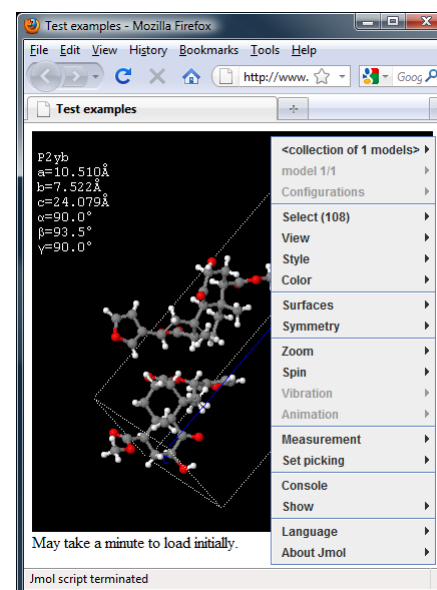 Test examples - Mozilla Firefox
File Edit View History Bookmarks Tools Help
http://www. Goog
Test examples
P2yb
a=10.510Å
b=7.522Å
c=24.079Å
α=90.0°
β=93.5°
γ=90.0°
<collection of 1 models>
model 1/1
Configurations
Select (108)
View
Style
Color
Surfaces
Symmetry
Zoom
Spin
Vibration
Animation
Measurement
Set picking
Console
Show
Language
About Jmol
May take a minute to load initially.
Jmol script terminated